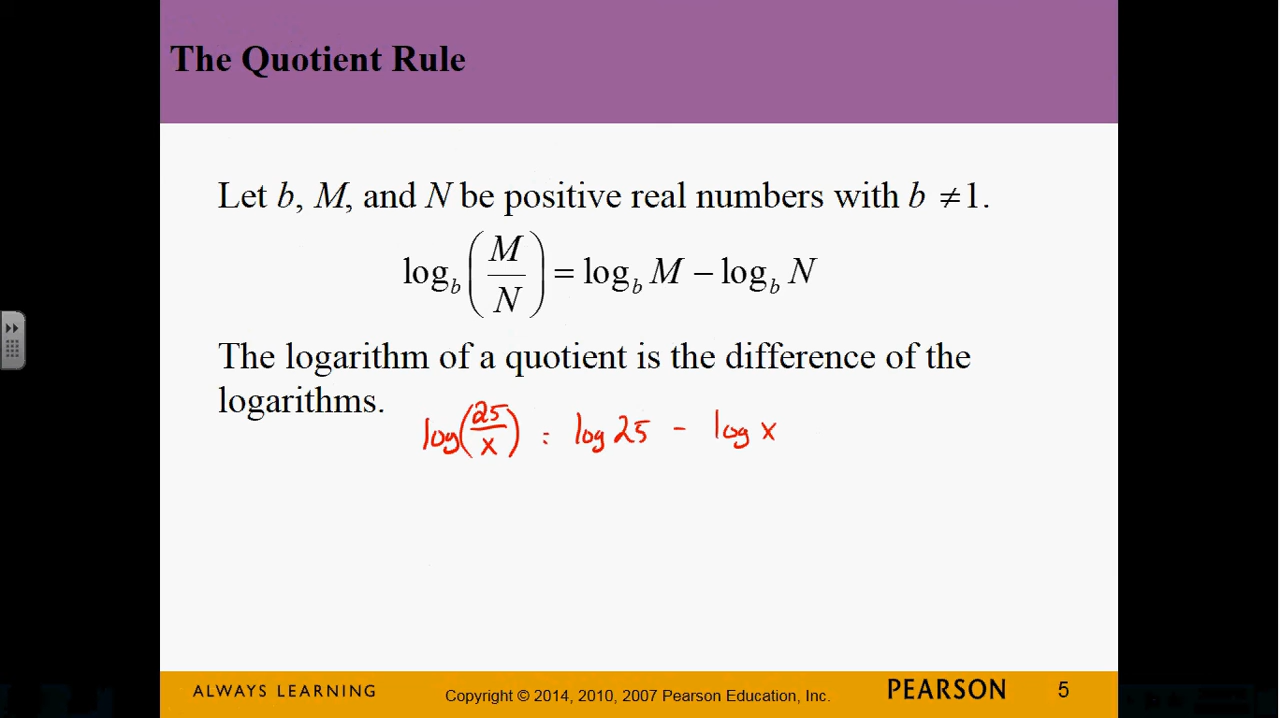 The Quotient Rule
Let b, M, and N be positive real numbers with b ≠ 1.
log_b (M/N) = log_b M − log_b N
The logarithm of a quotient is the difference of the
logarithms.
log(25/x) = log 25 - log x
ALWAYS LEARNING
Copyright © 2014, 2010, 2007 Pearson Education, Inc.
PEARSON
5